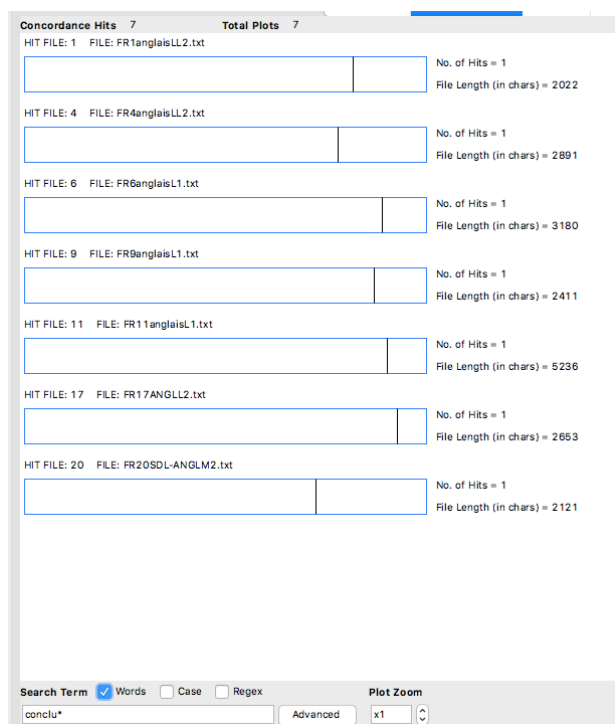 Concordance Hits 7 Total Plots 7
HIT FILE: 1 FILE: FR1anglaisLL2.txt
No. of Hits = 1
File Length (in chars) = 2022
HIT FILE: 4 FILE: FR4anglaisLL2.txt
No. of Hits = 1
File Length (in chars) = 2891
HIT FILE: 6 FILE: FR6anglaisL1.txt
No. of Hits = 1
File Length (in chars) = 3180
HIT FILE: 9 FILE: FR9anglaisL1.txt
No. of Hits = 1
File Length (in chars) = 2411
HIT FILE: 11 FILE: FR11anglaisL1.txt
No. of Hits = 1
File Length (in chars) = 5236
HIT FILE: 17 FILE: FR17ANGLL2.txt
No. of Hits = 1
File Length (in chars) = 2653
HIT FILE: 20 FILE: FR20SDL-ANGLM2.txt
No. of Hits = 1
File Length (in chars) = 2121
Search Term Words Case Regex Plot Zoom
conclu* Advanced x1